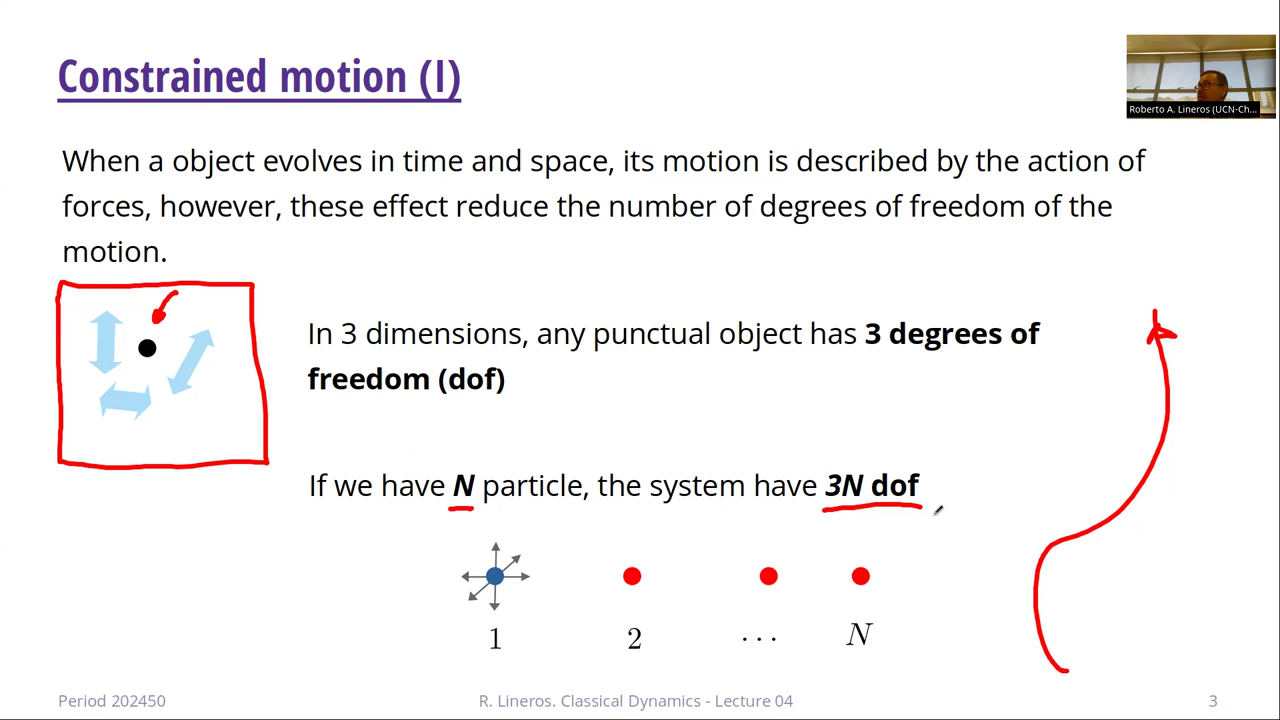 Constrained motion (I)
Roberto A. Lineros (UCN-Ch...
When a object evolves in time and space, its motion is described by the action of
forces, however, these effect reduce the number of degrees of freedom of the
motion.
In 3 dimensions, any punctual object has 3 degrees of
freedom (dof)
If we have N particle, the system have 3N dof
1 2 ... N
Period 202450 R. Lineros. Classical Dynamics - Lecture 04 3